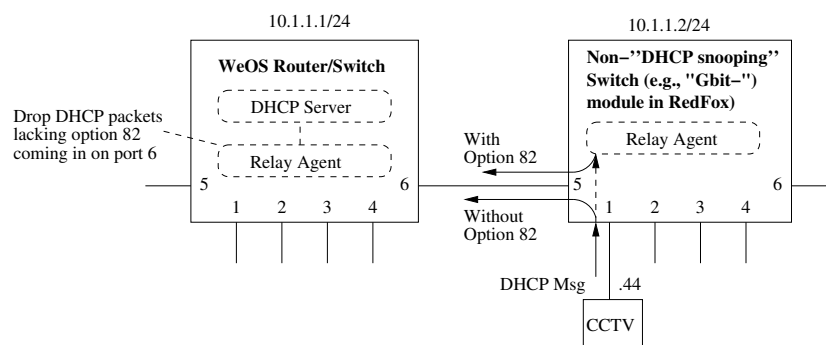 10.1.1.1/24
10.1.1.2/24
WeOS Router/Switch
DHCP Server
Relay Agent
5
6
1
2
3
4
Drop DHCP packets
lacking option 82
coming in on port 6
With
Option 82
Without
Option 82
Non−"DHCP snooping"
Switch (e.g., "Gbit−")
module in RedFox)
Relay Agent
5
6
1
2
3
4
DHCP Msg
.44
CCTV